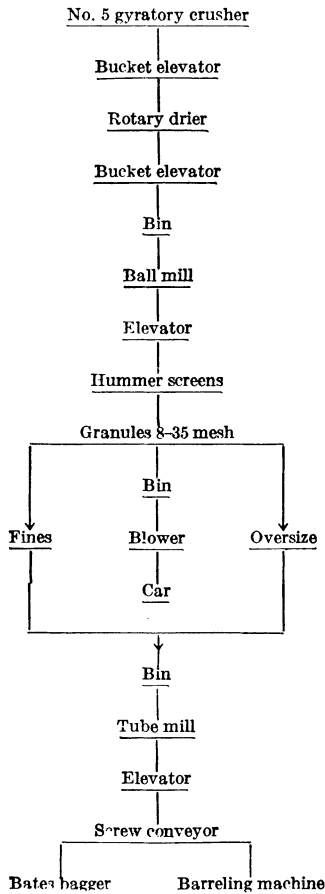 No. 5 gyratory crusher
Bucket elevator
Rotary drier
Bucket elevator
Bin
Ball mill
Elevator
Hummer screens
Granules 8–35 mesh
Bin
Fines Blower Oversize
Car
Bin
Tube mill
Elevator
Screw conveyor
Bates bagger Barreling machine